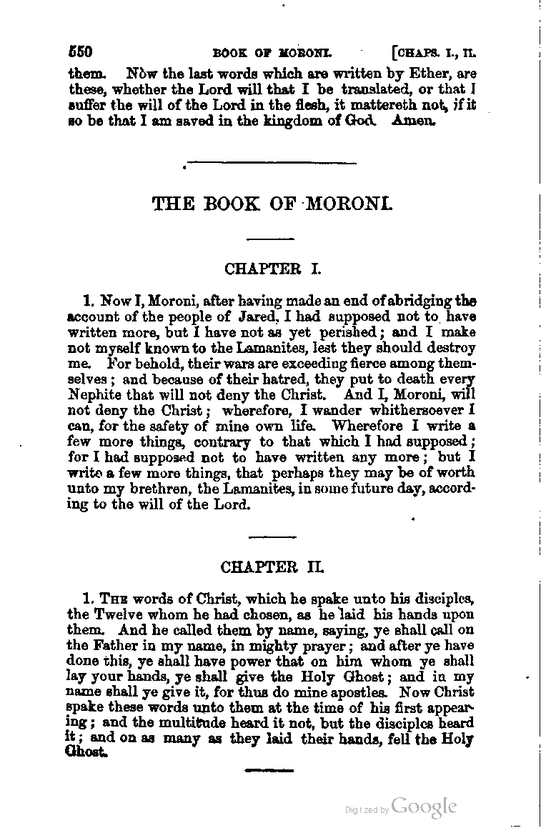 550 BOOK OF MORONI. [CHAPS. I., II.
them. Now the last words which are written by Ether, are
these, whether the Lord will that I be translated, or that I
suffer the will of the Lord in the flesh, it mattereth not, if it
so be that I am saved in the kingdom of God. Amen.
THE BOOK OF MORONI.
CHAPTER I.
1. Now I, Moroni, after having made an end of abridging the
account of the people of Jared, I had supposed not to have
written more, but I have not as yet perished; and I make
not myself known to the Lamanites, lest they should destroy
me. For behold, their wars are exceeding fierce among them-
selves; and because of their hatred, they put to death every
Nephite that will not deny the Christ. And I, Moroni, will
not deny the Christ; wherefore, I wander whithersoever I
can, for the safety of mine own life. Wherefore I write a
few more things, contrary to that which I had supposed;
for I had supposed not to have written any more; but I
write a few more things, that perhaps they may be of worth
unto my brethren, the Lamanites, in some future day, accord-
ing to the will of the Lord.
CHAPTER II.
1. THE words of Christ, which he spake unto his disciples,
the Twelve whom he had chosen, as he laid his hands upon
them. And he called them by name, saying, ye shall call on
the Father in my name, in mighty prayer; and after ye have
done this, ye shall have power that on him whom ye shall
lay your hands, ye shall give the Holy Ghost; and in my
name shall ye give it, for thus do mine apostles. Now Christ
spake these words unto them at the time of his first appear-
ing; and the multitude heard it not, but the disciples heard
it; and on as many as they laid their hands, fell the Holy
Ghost.
Digitized by Google